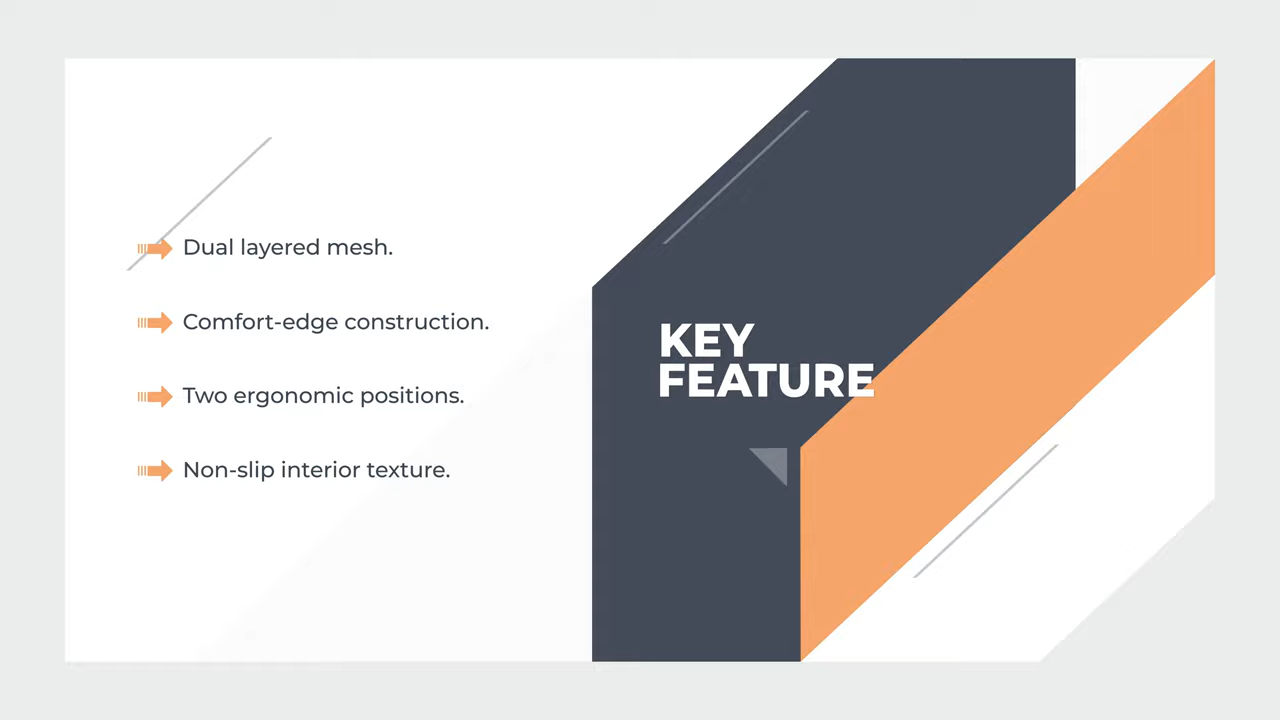 Dual layered mesh.
Comfort-edge construction.
Two ergonomic positions.
Non-slip interior texture.
KEY
FEATURE